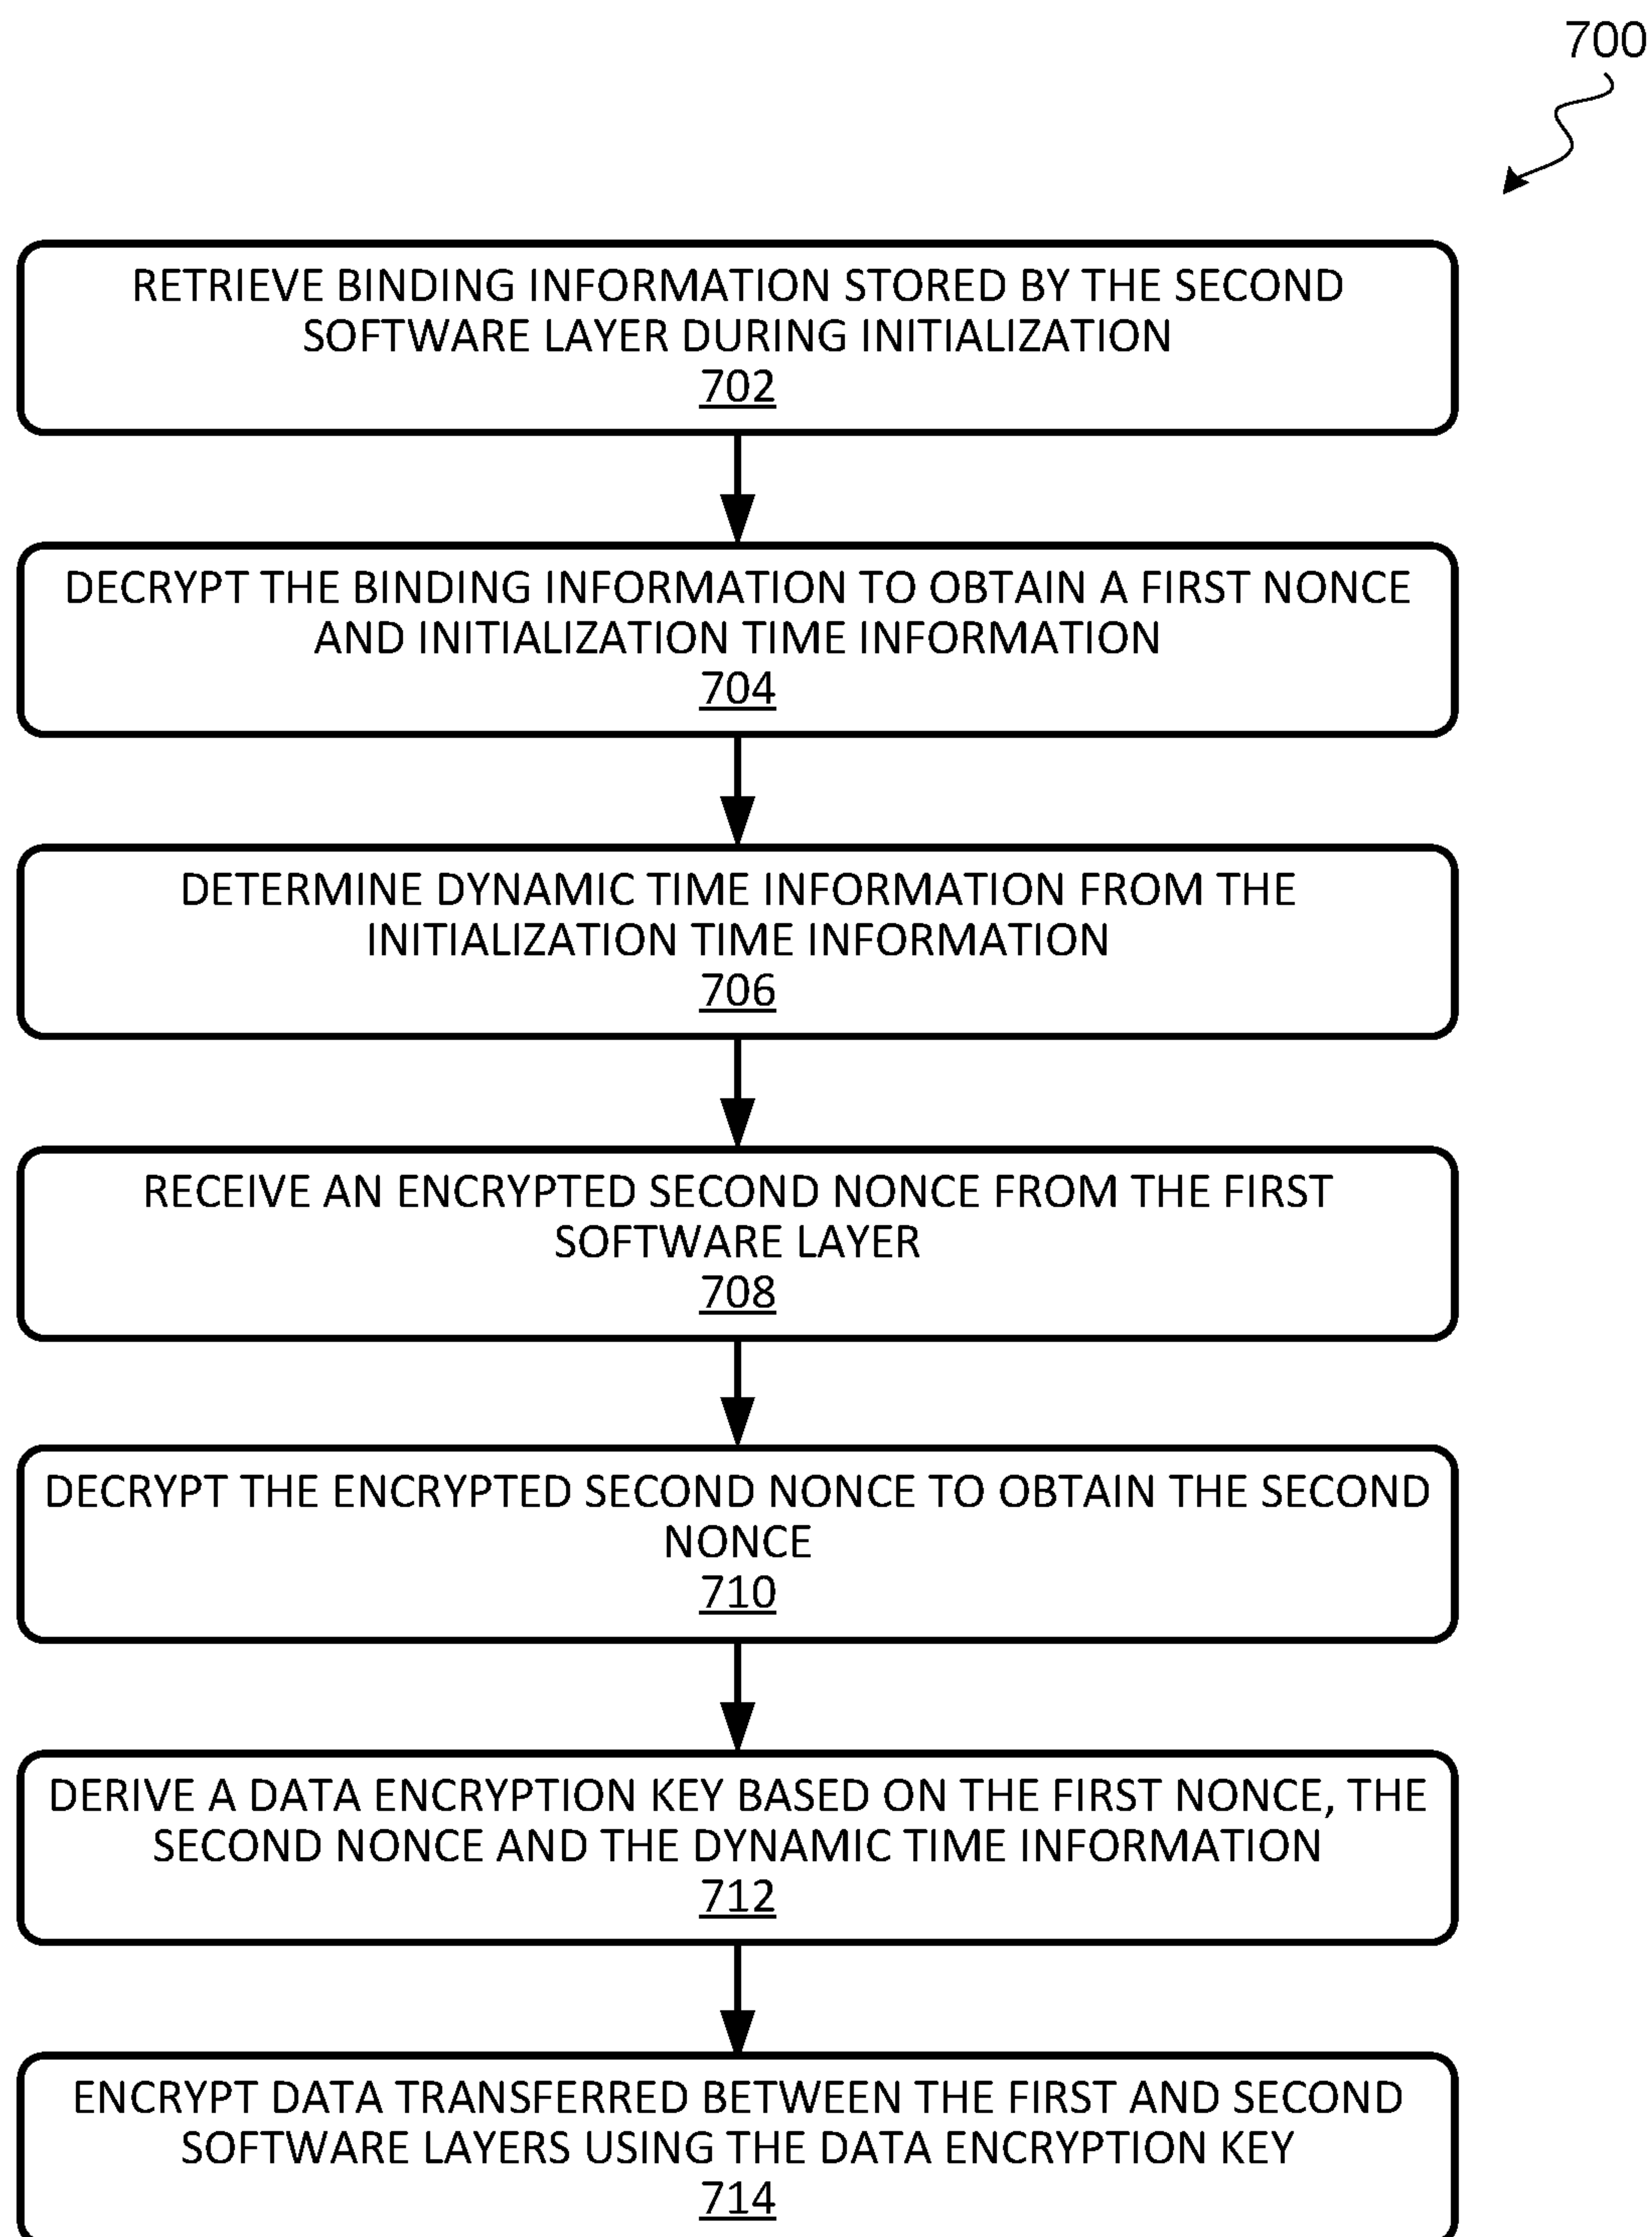 700
RETRIEVE BINDING INFORMATION STORED BY THE SECOND
SOFTWARE LAYER DURING INITIALIZATION
702
DECRYPT THE BINDING INFORMATION TO OBTAIN A FIRST NONCE
AND INITIALIZATION TIME INFORMATION
704
DETERMINE DYNAMIC TIME INFORMATION FROM THE
INITIALIZATION TIME INFORMATION
706
RECEIVE AN ENCRYPTED SECOND NONCE FROM THE FIRST
SOFTWARE LAYER
708
DECRYPT THE ENCRYPTED SECOND NONCE TO OBTAIN THE SECOND
NONCE
710
DERIVE A DATA ENCRYPTION KEY BASED ON THE FIRST NONCE, THE
SECOND NONCE AND THE DYNAMIC TIME INFORMATION
712
ENCRYPT DATA TRANSFERRED BETWEEN THE FIRST AND SECOND
SOFTWARE LAYERS USING THE DATA ENCRYPTION KEY
714